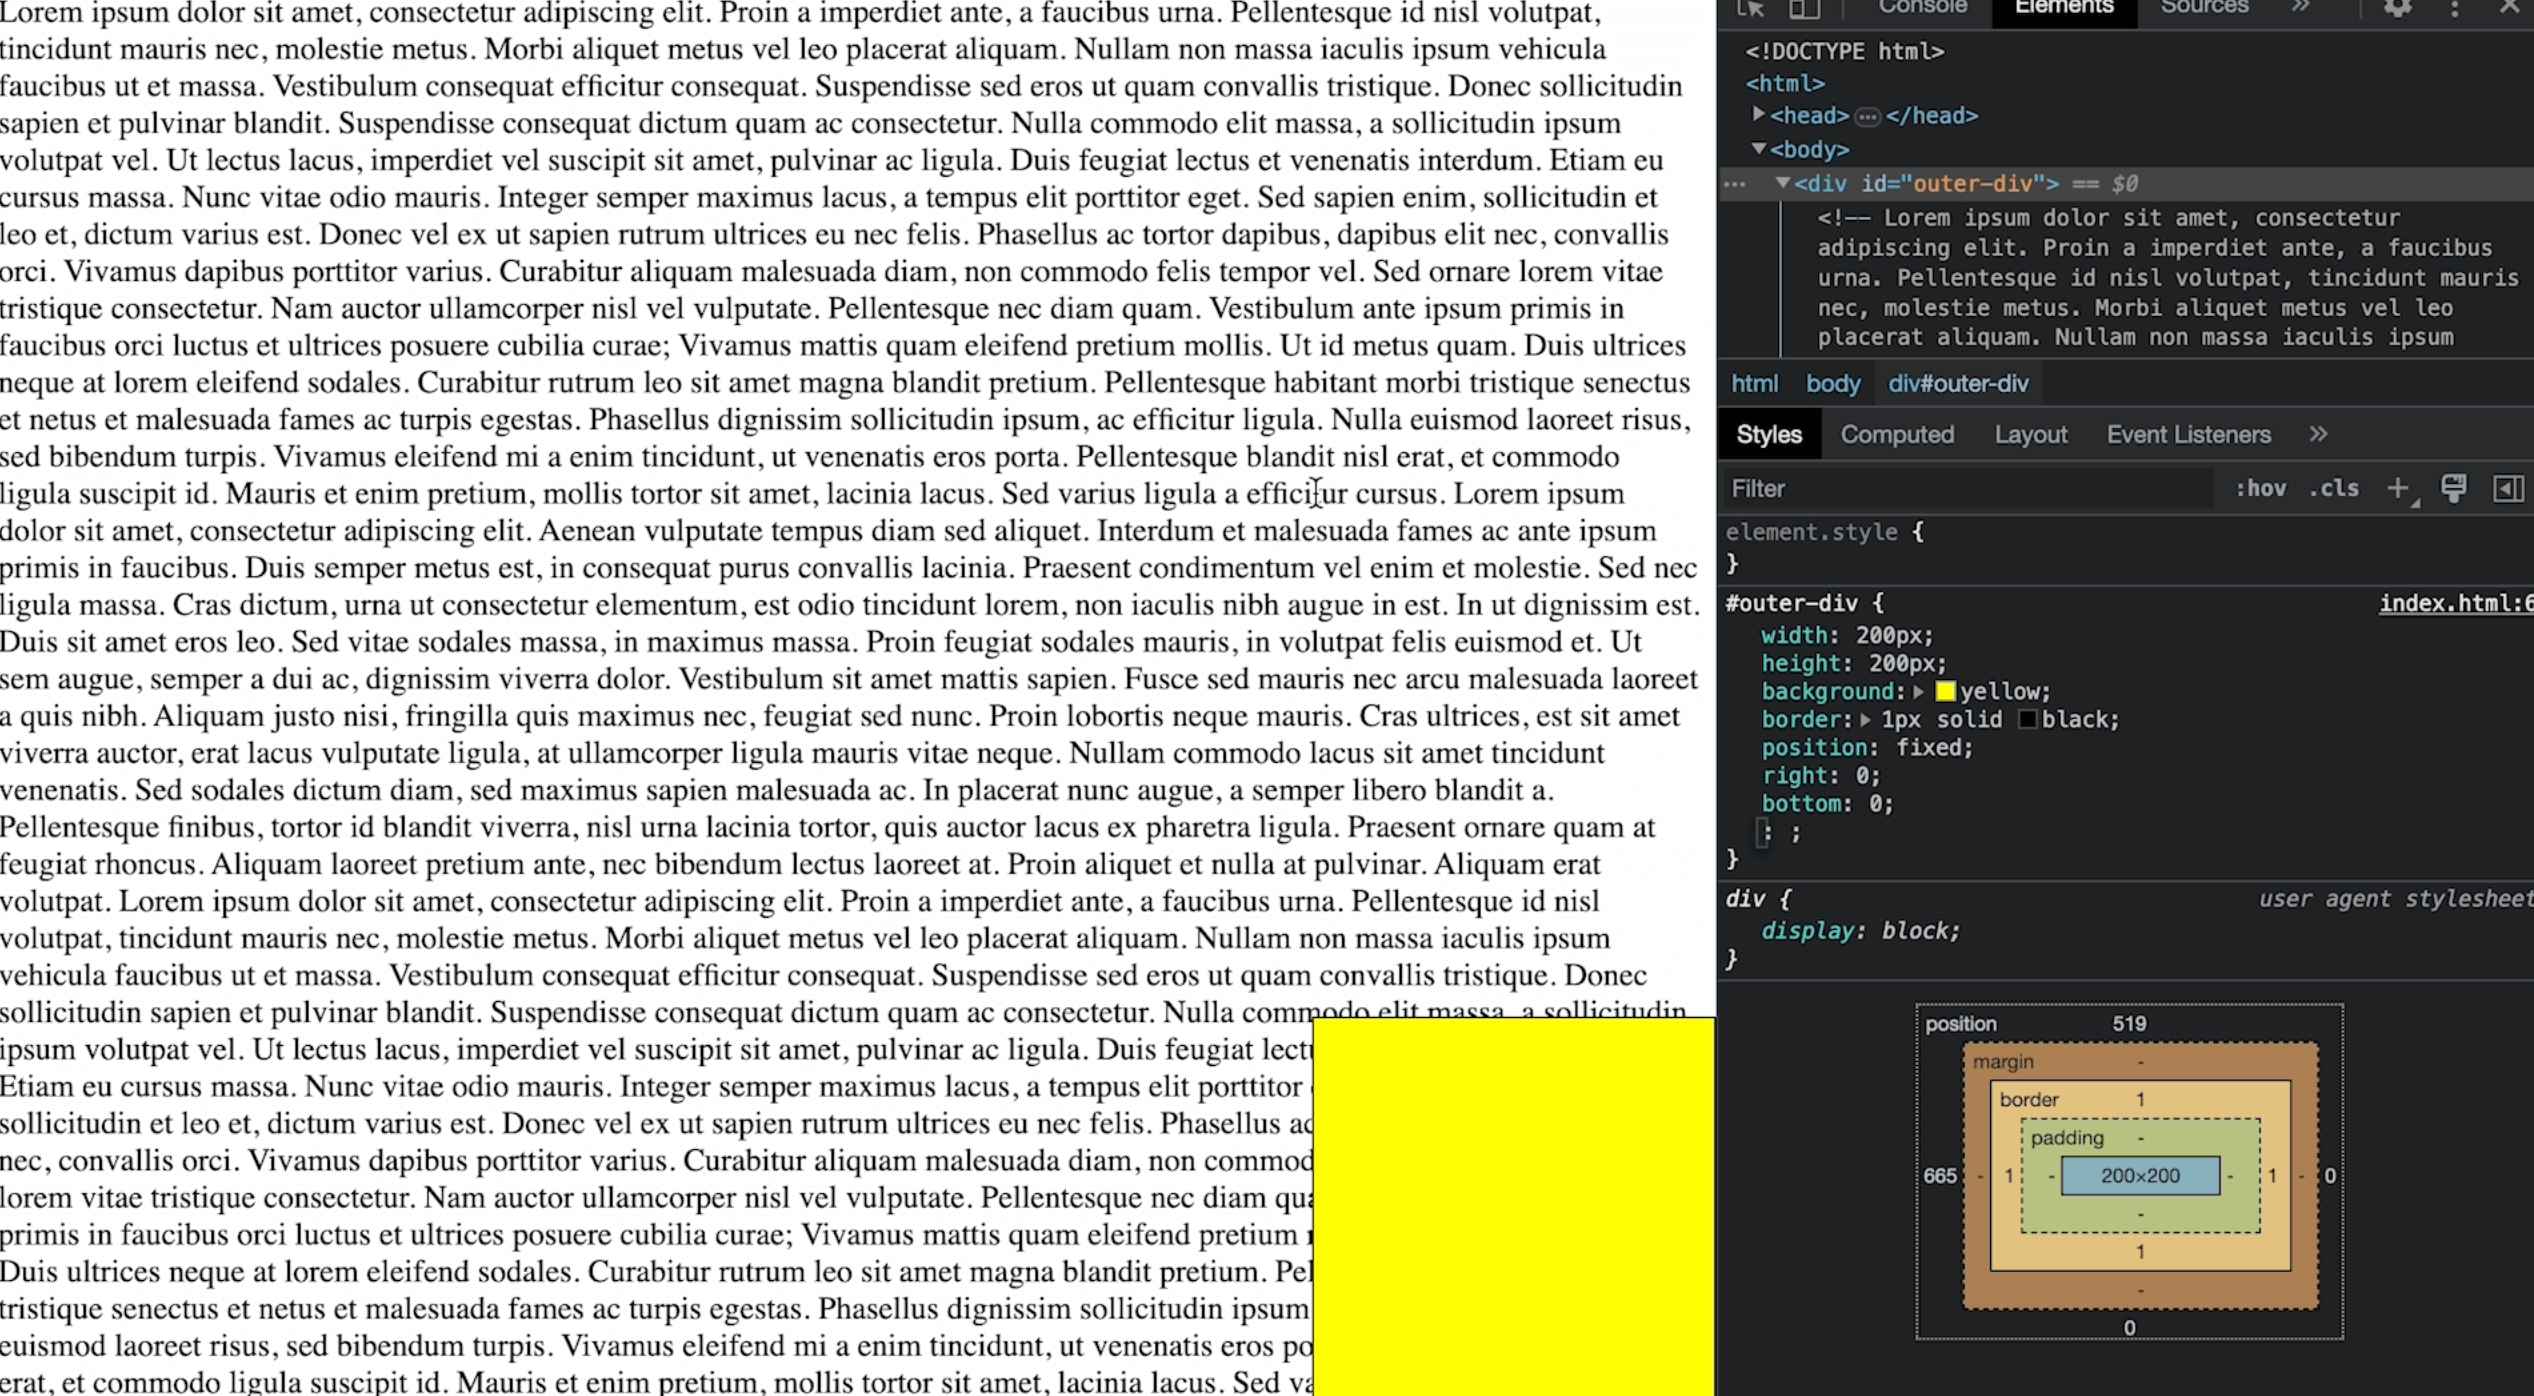 Lorem ipsum dolor sit amet, consectetur adipiscing elit. Proin a imperdiet ante, a faucibus urna. Pellentesque id nisl volutpat,
tincidunt mauris nec, molestie metus. Morbi aliquet metus vel leo placerat aliquam. Nullam non massa iaculis ipsum vehicula
faucibus ut et massa. Vestibulum consequat efficitur consequat. Suspendisse sed eros ut quam convallis tristique. Donec sollicitudin
sapien et pulvinar blandit. Suspendisse consequat dictum quam ac consectetur. Nulla commodo elit massa, a sollicitudin ipsum
volutpat vel. Ut lectus lacus, imperdiet vel suscipit sit amet, pulvinar ac ligula. Duis feugiat lectus et venenatis interdum. Etiam eu
cursus massa. Nunc vitae odio mauris. Integer semper maximus lacus, a tempus elit porttitor eget. Sed sapien enim, sollicitudin et
leo et, dictum varius est. Donec vel ex ut sapien rutrum ultrices eu nec felis. Phasellus ac tortor dapibus, dapibus elit nec, convallis
orci. Vivamus dapibus porttitor varius. Curabitur aliquam malesuada diam, non commodo felis tempor vel. Sed ornare lorem vitae
tristique consectetur. Nam auctor ullamcorper nisl vel vulputate. Pellentesque nec diam quam. Vestibulum ante ipsum primis in
faucibus orci luctus et ultrices posuere cubilia curae; Vivamus mattis quam eleifend pretium mollis. Ut id metus quam. Duis ultrices
neque at lorem eleifend sodales. Curabitur rutrum leo sit amet magna blandit pretium. Pellentesque habitant morbi tristique senectus
et netus et malesuada fames ac turpis egestas. Phasellus dignissim sollicitudin ipsum, ac efficitur ligula. Nulla euismod laoreet risus,
sed bibendum turpis. Vivamus eleifend mi a enim tincidunt, ut venenatis eros porta. Pellentesque blandit nisl erat, et commodo
ligula suscipit id. Mauris et enim pretium, mollis tortor sit amet, lacinia lacus. Sed varius ligula a efficitur cursus. Lorem ipsum
dolor sit amet, consectetur adipiscing elit. Aenean vulputate tempus diam sed aliquet. Interdum et malesuada fames ac ante ipsum
primis in faucibus. Duis semper metus est, in consequat purus convallis lacinia. Praesent condimentum vel enim et molestie. Sed nec
ligula massa. Cras dictum, urna ut consectetur elementum, est odio tincidunt lorem, non iaculis nibh augue in est. In ut dignissim est.
Duis sit amet eros leo. Sed vitae sodales massa, in maximus massa. Proin feugiat sodales mauris, in volutpat felis euismod et. Ut
sem augue, semper a dui ac, dignissim viverra dolor. Vestibulum sit amet mattis sapien. Fusce sed mauris nec arcu malesuada laoreet
a quis nibh. Aliquam justo nisi, fringilla quis maximus nec, feugiat sed nunc. Proin lobortis neque mauris. Cras ultrices, est sit amet
viverra auctor, erat lacus vulputate ligula, at ullamcorper ligula mauris vitae neque. Nullam commodo lacus sit amet tincidunt
venenatis. Sed sodales dictum diam, sed maximus sapien malesuada ac. In placerat nunc augue, a semper libero blandit a.
Pellentesque finibus, tortor id blandit viverra, nisl urna lacinia tortor, quis auctor lacus ex pharetra ligula. Praesent ornare quam at
feugiat rhoncus. Aliquam laoreet pretium ante, nec bibendum lectus laoreet at. Proin aliquet et nulla at pulvinar. Aliquam erat
volutpat. Lorem ipsum dolor sit amet, consectetur adipiscing elit. Proin a imperdiet ante, a faucibus urna. Pellentesque id nisl
volutpat, tincidunt mauris nec, molestie metus. Morbi aliquet metus vel leo placerat aliquam. Nullam non massa iaculis ipsum
vehicula faucibus ut et massa. Vestibulum consequat efficitur consequat. Suspendisse sed eros ut quam convallis tristique. Donec
sollicitudin sapien et pulvinar blandit. Suspendisse consequat dictum quam ac consectetur. Nulla commodo elit massa, a sollicitudin
ipsum volutpat vel. Ut lectus lacus, imperdiet vel suscipit sit amet, pulvinar ac ligula. Duis feugiat
Etiam eu cursus massa. Nunc vitae odio mauris. Integer semper maximus lacus, a tempus elit porttitor
sollicitudin et leo et, dictum varius est. Donec vel ex ut sapien rutrum ultrices eu nec felis. Phasellus
nec, convallis orci. Vivamus dapibus porttitor varius. Curabitur aliquam malesuada diam, non
lorem vitae tristique consectetur. Nam auctor ullamcorper nisl vel vulputate. Pellentesque nec diam
primis in faucibus orci luctus et ultrices posuere cubilia curae; Vivamus mattis quam eleifend pretium
Duis ultrices neque at lorem eleifend sodales. Curabitur rutrum leo sit amet magna blandit pretium.
tristique senectus et netus et malesuada fames ac turpis egestas. Phasellus dignissim sollicitudin ipsum
euismod laoreet risus, sed bibendum turpis. Vivamus eleifend mi a enim tincidunt, ut venenatis eros
erat, et commodo ligula suscipit id. Mauris et enim pretium, mollis tortor sit amet, lacinia lacus. Sed
Console Elements Sources »
<!DOCTYPE html>
<html>
<head> ••• </head>
<body>
••• <div id="outer-div"> == $0
<!-- Lorem ipsum dolor sit amet, consectetur
adipiscing elit. Proin a imperdiet ante, a faucibus
urna. Pellentesque id nisl volutpat, tincidunt mauris
nec, molestie metus. Morbi aliquet metus vel leo
placerat aliquam. Nullam non massa iaculis ipsum
html body div#outer-div
Styles Computed Layout Event Listeners »
Filter :hov .cls +
element.style {
}
#outer-div { index.html:6
width: 200px;
height: 200px;
background: yellow;
border: 1px solid black;
position: fixed;
right: 0;
bottom: 0;
: ;
}
div { user agent stylesheet
display: block;
}
position 519
margin -
border 1
padding -
665 - 1 - 200×200 - 1 - 0
-
1
-
0